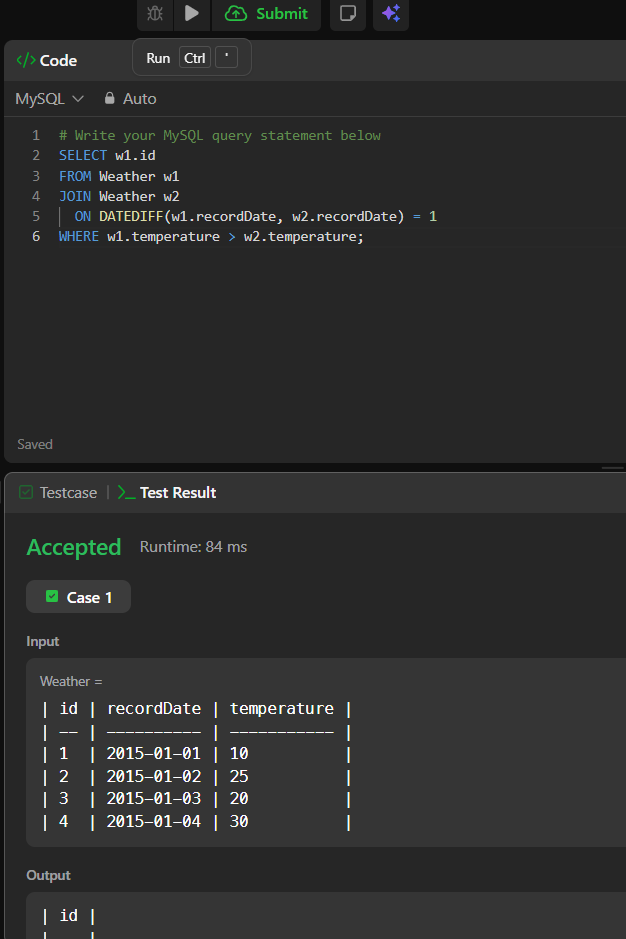 Submit
</> Code
Run Ctrl '
MySQL Auto
1 # Write your MySQL query statement below
2 SELECT w1.id
3 FROM Weather w1
4 JOIN Weather w2
5 ON DATEDIFF(w1.recordDate, w2.recordDate) = 1
6 WHERE w1.temperature > w2.temperature;
Saved
Testcase | >_ Test Result
Accepted Runtime: 84 ms
Case 1
Input
Weather =
| id | recordDate | temperature |
| -- | ---------- | ----------- |
| 1 | 2015-01-01 | 10 |
| 2 | 2015-01-02 | 25 |
| 3 | 2015-01-03 | 20 |
| 4 | 2015-01-04 | 30 |
Output
| id |